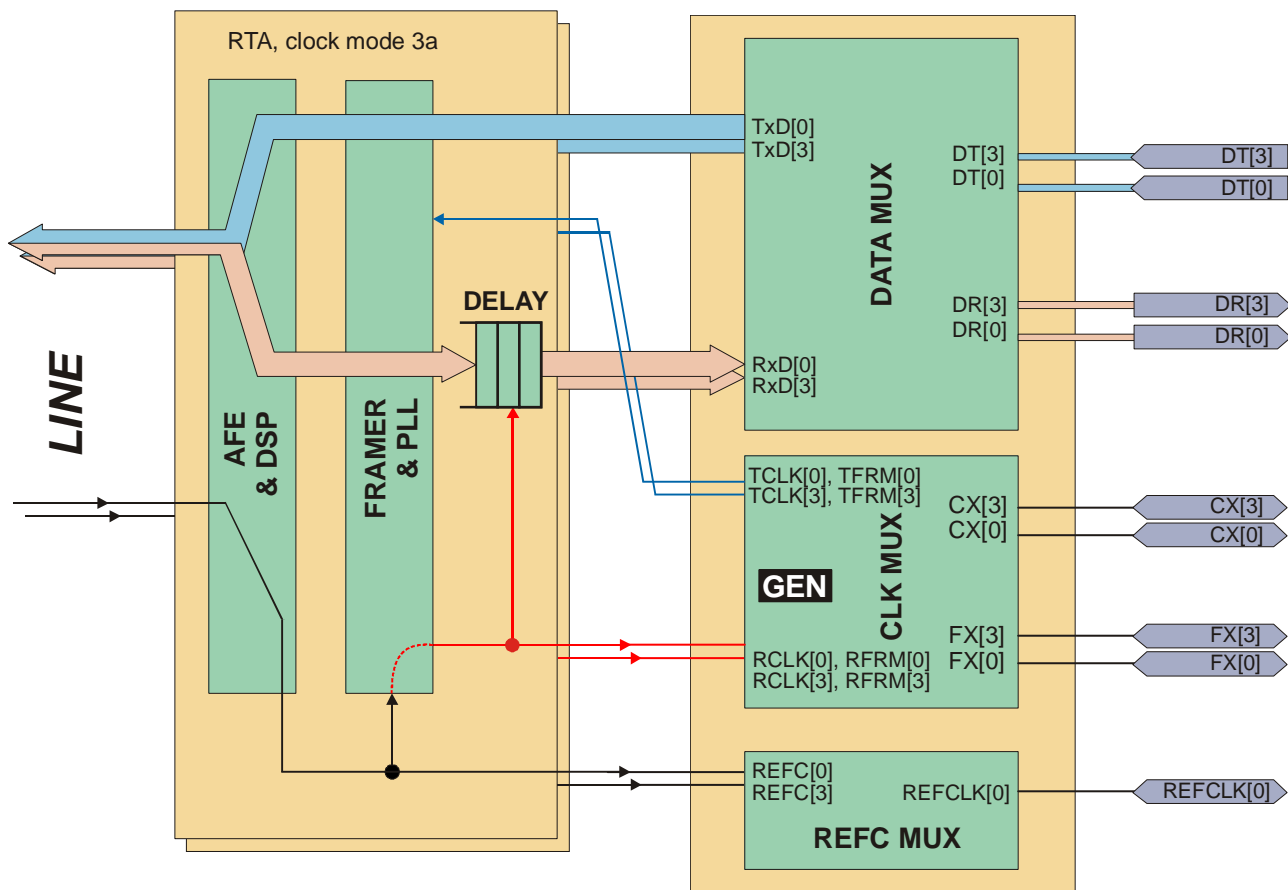 RTA, clock mode 3a
LINE
AFE
& DSP
FRAMER
& PLL
DELAY
TxD[0]
TxD[3]
RxD[0]
RxD[3]
DATA MUX
DT[3]
DT[0]
DR[3]
DR[0]
DT[3]
DT[0]
DR[3]
DR[0]
TCLK[0], TFRM[0]
TCLK[3], TFRM[3]
GEN
CLK MUX
RCLK[0], RFRM[0]
RCLK[3], RFRM[3]
CX[3]
CX[0]
FX[3]
FX[0]
CX[3]
CX[0]
FX[3]
FX[0]
REFC[0]
REFC[3]
REFCLK[0]
REFC MUX
REFCLK[0]